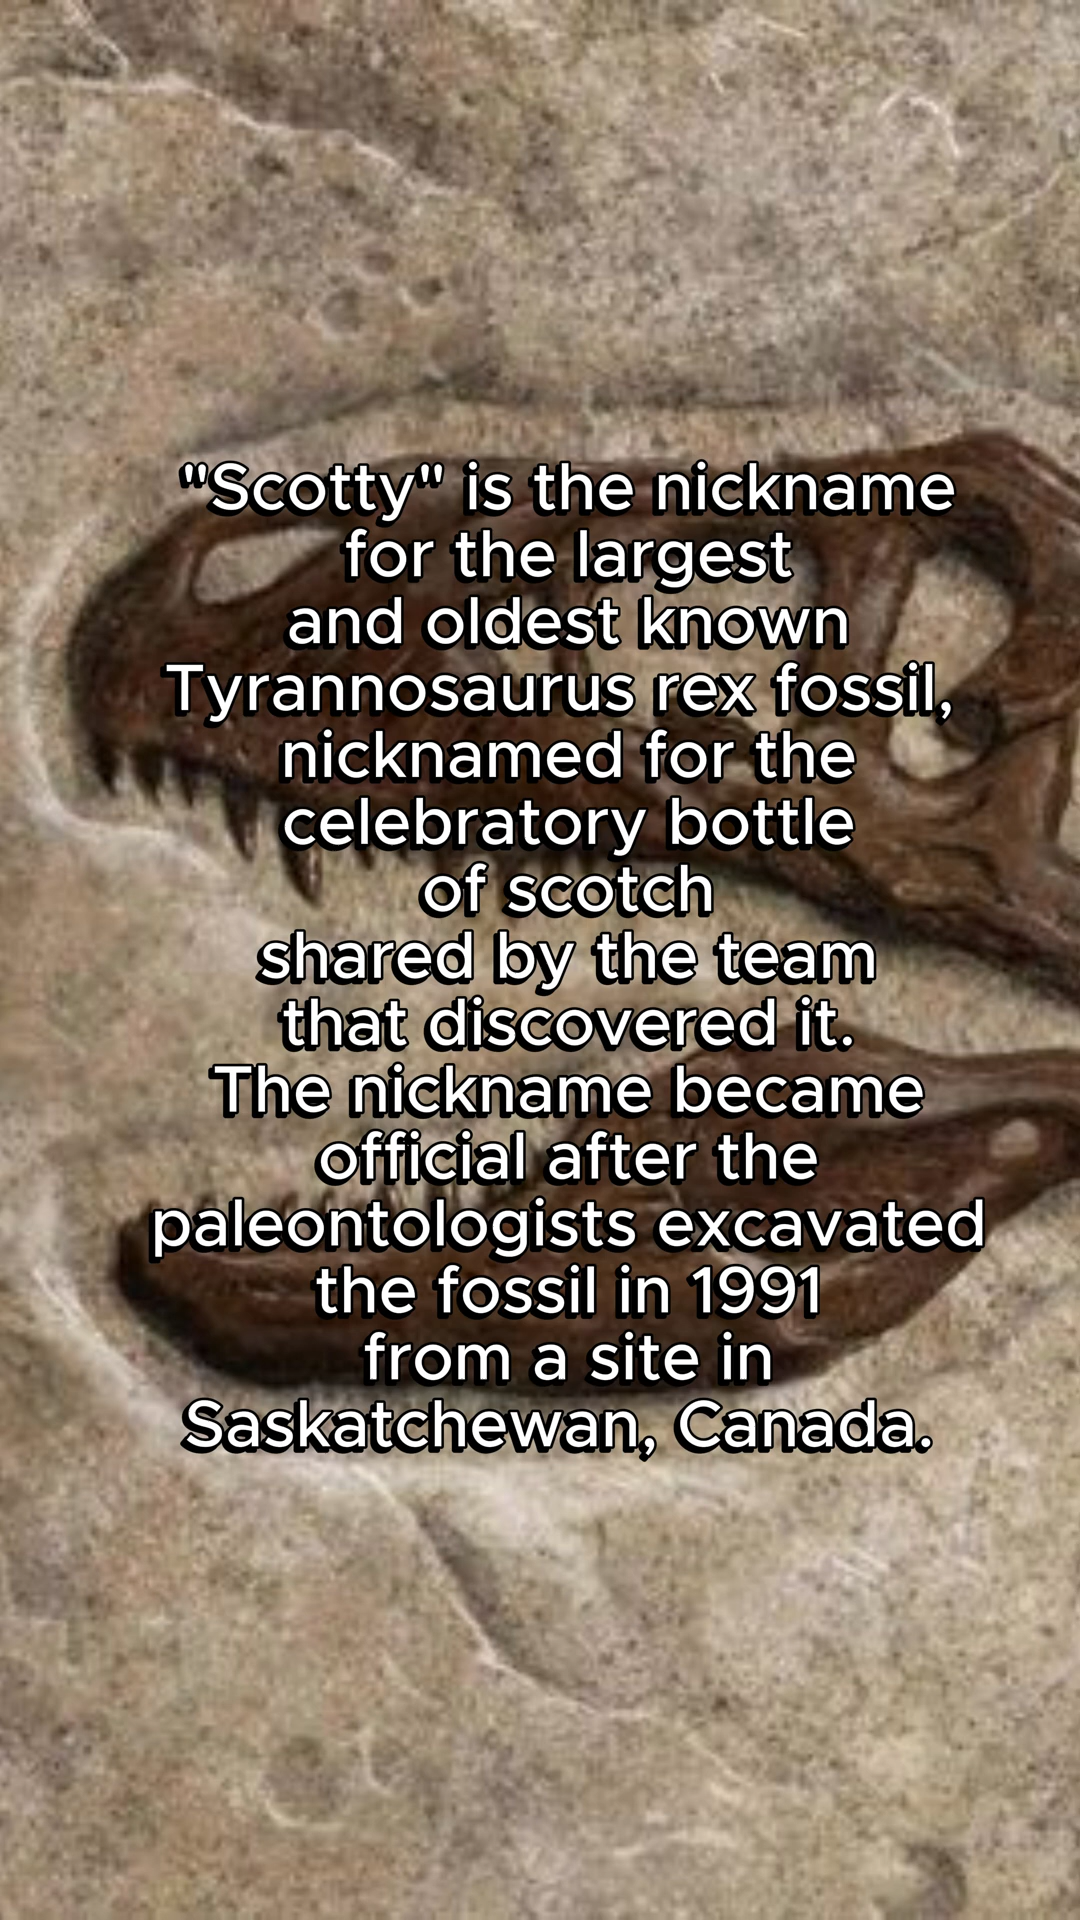 "Scotty" is the nickname
for the largest
and oldest known
Tyrannosaurus rex fossil,
nicknamed for the
celebratory bottle
of scotch
shared by the team
that discovered it.
The nickname became
official after the
paleontologists excavated
the fossil in 1991
from a site in
Saskatchewan, Canada.